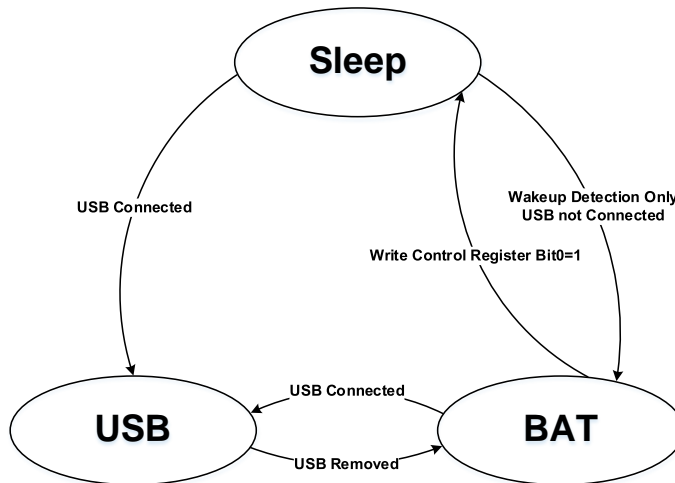 Sleep
USB Connected
Wakeup Detection Only
USB not Connected
Write Control Register Bit0=1
USB Connected
USB
BAT
USB Removed